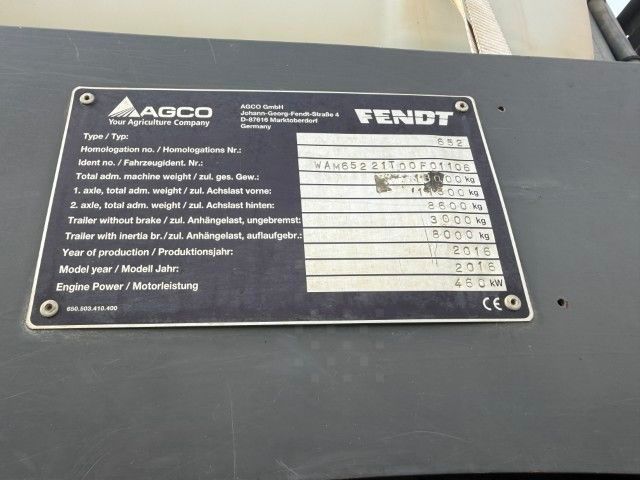 AGCO
Your Agriculture Company
AGCO GmbH
Johann-Georg-Fendt-Straße 4
D-87616 Marktoberdorf
Germany
FENDT
Type / Typ: 652
Homologation no./ Homologations Nr.:
Ident no./ Fahrzeugident. Nr.: WAM65221T00F01106
Total adm. machine weight / zul. ges. Gew.: kg
1. axle, total adm. weight / zul. Achslast vorne: kg
2. axle, total adm. weight / zul. Achslast hinten: 8600 kg
Trailer without brake / zul. Anhängelast, ungebremst: 3000 kg
Trailer with inertia br./ zul. Anhängelast, auflaufgebr.: 8000 kg
Year of production / Produktionsjahr: 2016
Model year / Modell Jahr: 2016
Engine Power / Motorleistung 460 kW
650.503.410.400
CE